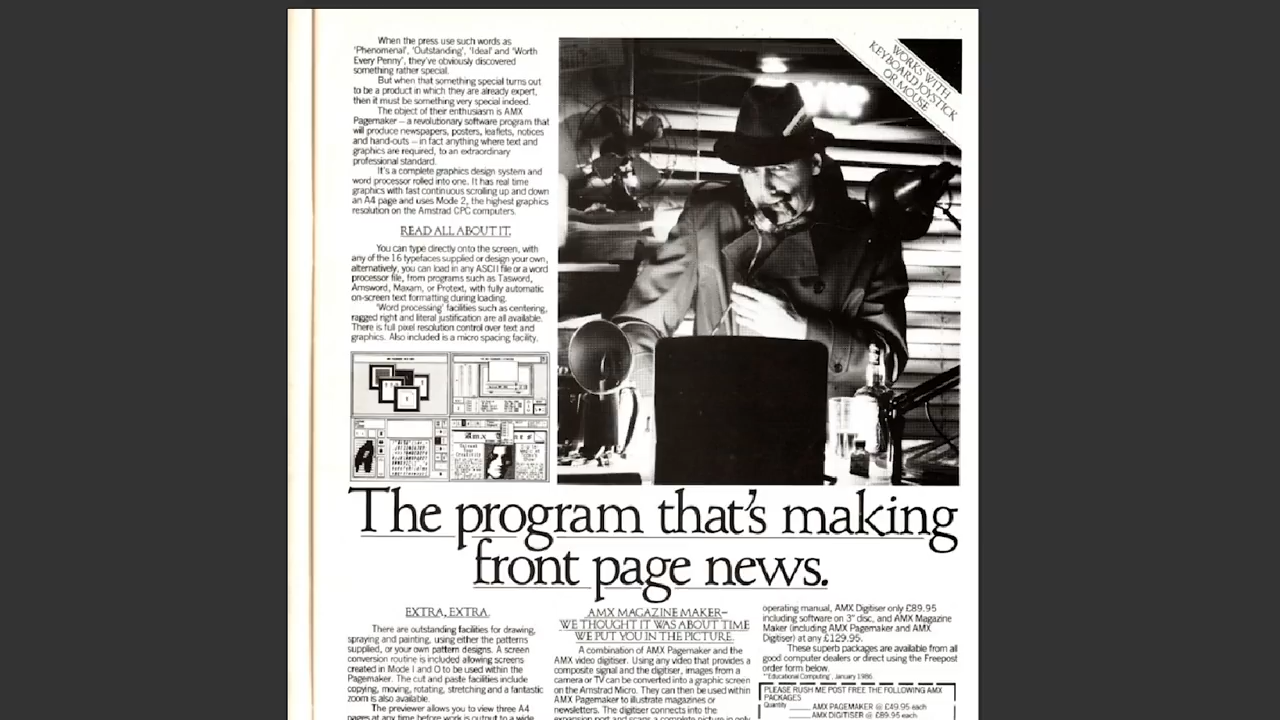 When the press use such words as
'Phenomenal', 'Outstanding', 'Ideal' and 'Worth
Every Penny', they've obviously discovered
something rather special.
But when that something special turns out
to be a product in which they are already expert,
then it must be something very special indeed.
The object of their enthusiasm is AMX
Pagemaker – a revolutionary software program that
will produce newspapers, posters, leaflets, notices
and hand-outs – in fact anything where text and
graphics are required, to an extraordinary
professional standard.
It's a complete graphics design system and
word processor rolled into one. It has real time
graphics with fast continuous scrolling up and down
an A4 page and uses Mode 2, the highest graphics
resolution on the Amstrad CPC computers.
READ ALL ABOUT IT.
You can type directly onto the screen, with
any of the 16 typefaces supplied or design your own,
alternatively, you can load in any ASCII file or a word
processor file, from programs such as Tasword,
Amsword, Maxam, or Protext, with fully automatic
on-screen text formatting during loading.
'Word processing' facilities such as centering,
ragged right and literal justification are all available.
There is full pixel resolution control over text and
graphics. Also included is a micro spacing facility.
WORKS WITH
KEYBOARD JOYSTICK
OR MOUSE
The program that's making
front page news.
EXTRA, EXTRA.
There are outstanding facilities for drawing,
spraying and painting, using either the patterns
supplied, or your own pattern designs. A screen
conversion routine is included allowing screens
created in Mode I and O to be used within the
Pagemaker. The cut and paste facilities include
copying, moving, rotating, stretching and a fantastic
zoom is also available.
The previewer allows you to view three A4
pages at any time before work is output to a wide
AMX MAGAZINE MAKER–
WE THOUGHT IT WAS ABOUT TIME
WE PUT YOU IN THE PICTURE.
A combination of AMX Pagemaker and the
AMX video digitiser. Using any video that provides a
composite signal and the digitiser, images from a
camera or TV can be converted into a graphic screen
on the Amstrad Micro. They can then be used within
AMX Pagemaker to illustrate magazines or
newsletters. The digitiser connects into the
expansion port and scans a complete picture in only
operating manual, AMX Digitiser only £89.95
including software on 3" disc, and AMX Magazine
Maker (including AMX Pagemaker and AMX
Digitiser) at any £129.95.
These superb packages are available from all
good computer dealers or direct using the Freepost
order form below.
"Educational Computing', January 1986.
PLEASE RUSH ME POST FREE THE FOLLOWING AMX
PACKAGES
Quantity
AMX PAGEMAKER @ £49.95 each
AMX DIGITISER @ £89.95 each